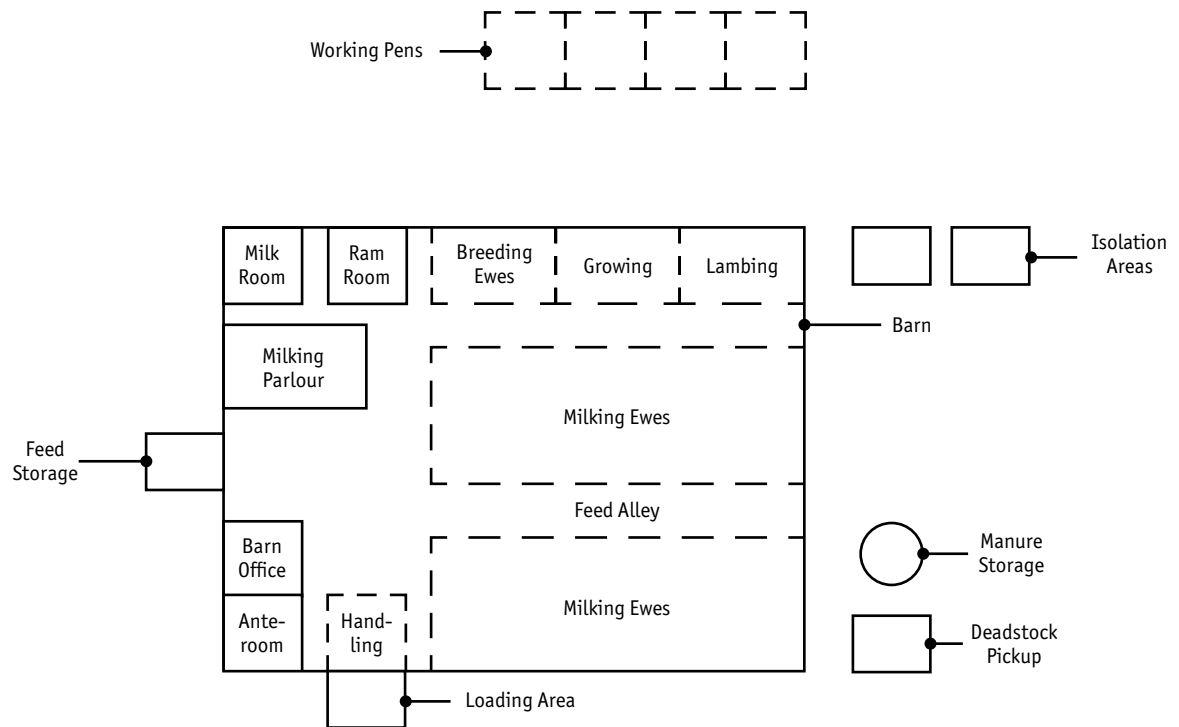 Working Pens
Milk
Room
Ram
Room
Breeding
Ewes
Growing
Lambing
Isolation
Areas
Barn
Milking
Parlour
Milking Ewes
Feed
Storage
Feed Alley
Barn
Office
Manure
Storage
Ante-
room
Hand-
ling
Milking Ewes
Deadstock
Pickup
Loading Area